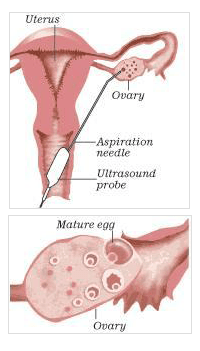 Uterus
Ovary
Aspiration
needle
Ultrasound
probe
Mature egg
Ovary